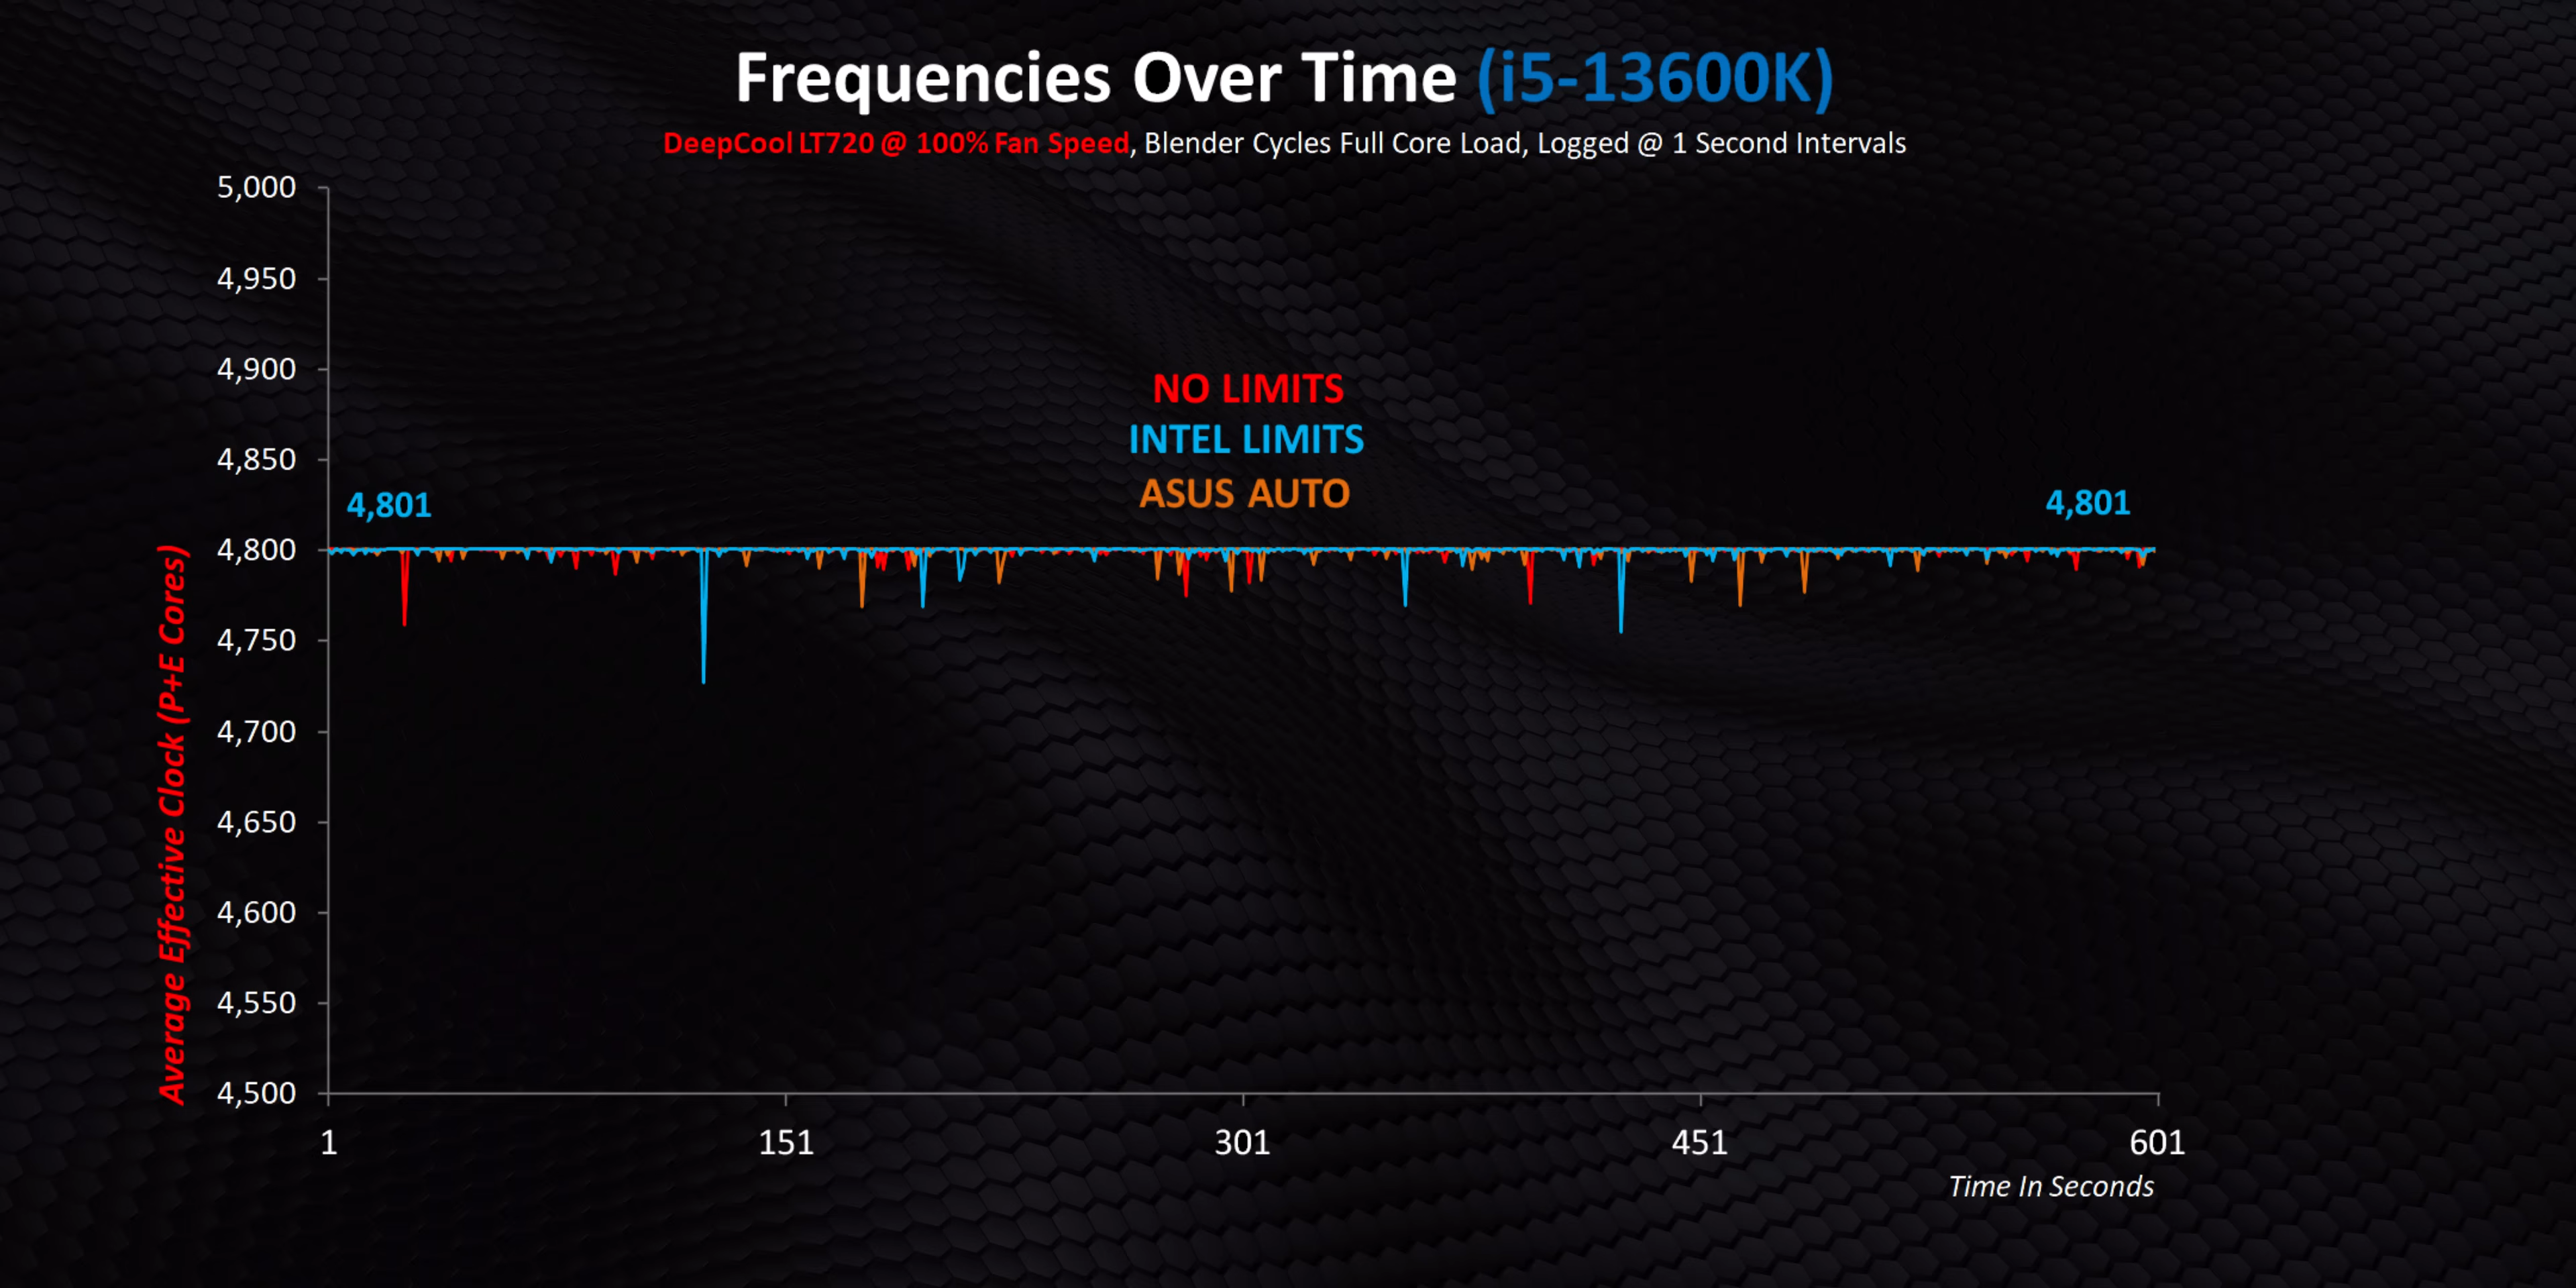 Frequencies Over Time (i5-13600K)
DeepCool LT720 @ 100% Fan Speed, Blender Cycles Full Core Load, Logged @ 1 Second Intervals
Average Effective Clock (P+E Cores)
5,000
4,950
4,900
4,850
4,800
4,750
4,700
4,650
4,600
4,550
4,500
NO LIMITS
INTEL LIMITS
ASUS AUTO
4,801
4,801
1
151
301
451
601
Time In Seconds